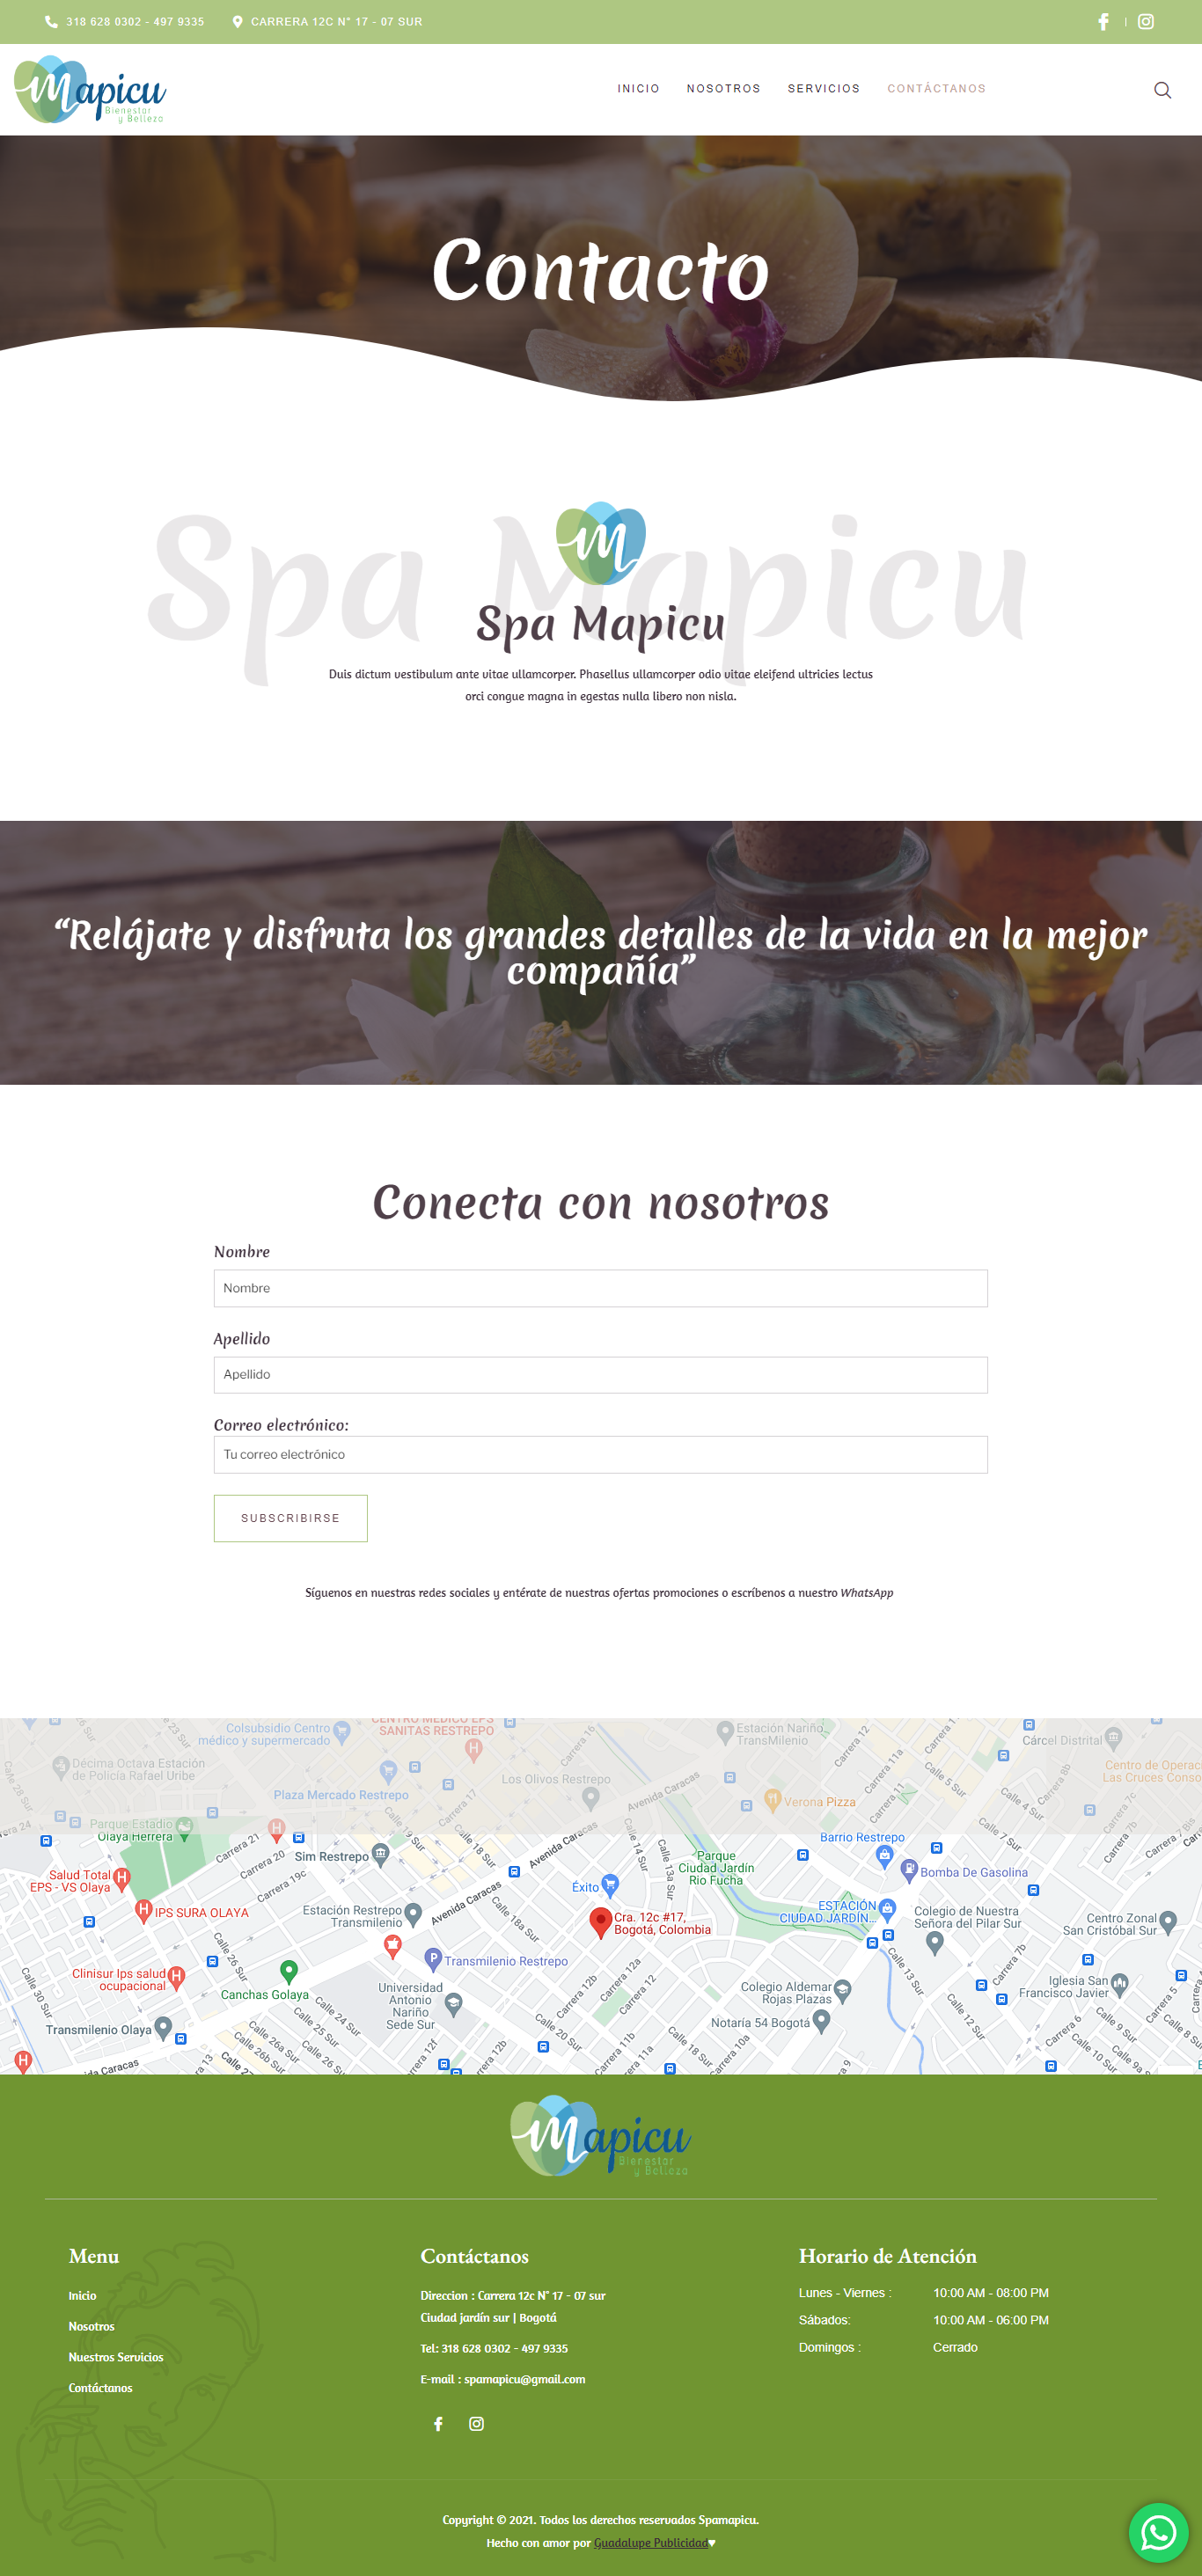 318 628 0302 - 497 9335
CARRERA 12C N° 17 - 07 SUR
Mapicu
Bienestar
y Belleza
INICIO
NOSOTROS
SERVICIOS
CONTÁCTANOS
Contacto
Spa Mapicu
M
Spa Mapicu
Duis dictum vestibulum ante vitae ullamcorper. Phasellus ullamcorper odio vitae eleifend ultricies lectus
orci congue magna in egestas nulla libero non nisla.
“Relájate y disfruta los grandes detalles de la vida en la mejor
compañía”
Conecta con nosotros
Nombre
Nombre
Apellido
Apellido
Correo electrónico:
Tu correo electrónico
SUBSCRIBIRSE
Síguenos en nuestras redes sociales y entérate de nuestras ofertas promociones o escríbenos a nuestro WhatsApp
Colsubsidio Centro
médico y supermercado
CENTRO MEDICO EPS
SANITAS RESTREPO
Estación Nariño
TransMilenio
Cárcel Distrital
Décima Octava Estación
de Policía Rafael Uribe
Plaza Mercado Restrepo
Los Olivos Restrepo
Verona Pizza
Centro de Operac
Las Cruces Conso
Parque Estadio
Olaya Herrera
Sim Restrepo
Barrio Restrepo
Parque
Ciudad Jardín
Rio Fucha
Bomba De Gasolina
Salud Total
EPS - VS Olaya
IPS SURA OLAYA
Estación Restrepo
Transmilenio
Avenida Caracas
Éxito
Cra. 12c #17,
Bogotá, Colombia
ESTACIÓN
CIUDAD JARDÍN...
Colegio de Nuestra
Señora del Pilar Sur
Centro Zonal
San Cristóbal Sur
Transmilenio Restrepo
Clinisur Ips salud
ocupacional
Canchas Golaya
Universidad
Antonio
Nariño
Sede Sur
Colegio Aldemar
Rojas Plazas
Notaría 54 Bogotá
Iglesia San
Francisco Javier
Transmilenio Olaya
Mapicu
Bienestar
y Belleza
Menu
Inicio
Nosotros
Nuestros Servicios
Contáctanos
Contáctanos
Direccion : Carrera 12c N° 17 - 07 sur
Ciudad jardín sur | Bogotá
Tel: 318 628 0302 - 497 9335
E-mail : spamapicu@gmail.com
Horario de Atención
Lunes - Viernes : 10:00 AM - 08:00 PM
Sábados: 10:00 AM - 06:00 PM
Domingos : Cerrado
Copyright © 2021. Todos los derechos reservados Spamapicu.
Hecho con amor por Guadalupe Publicidad♥